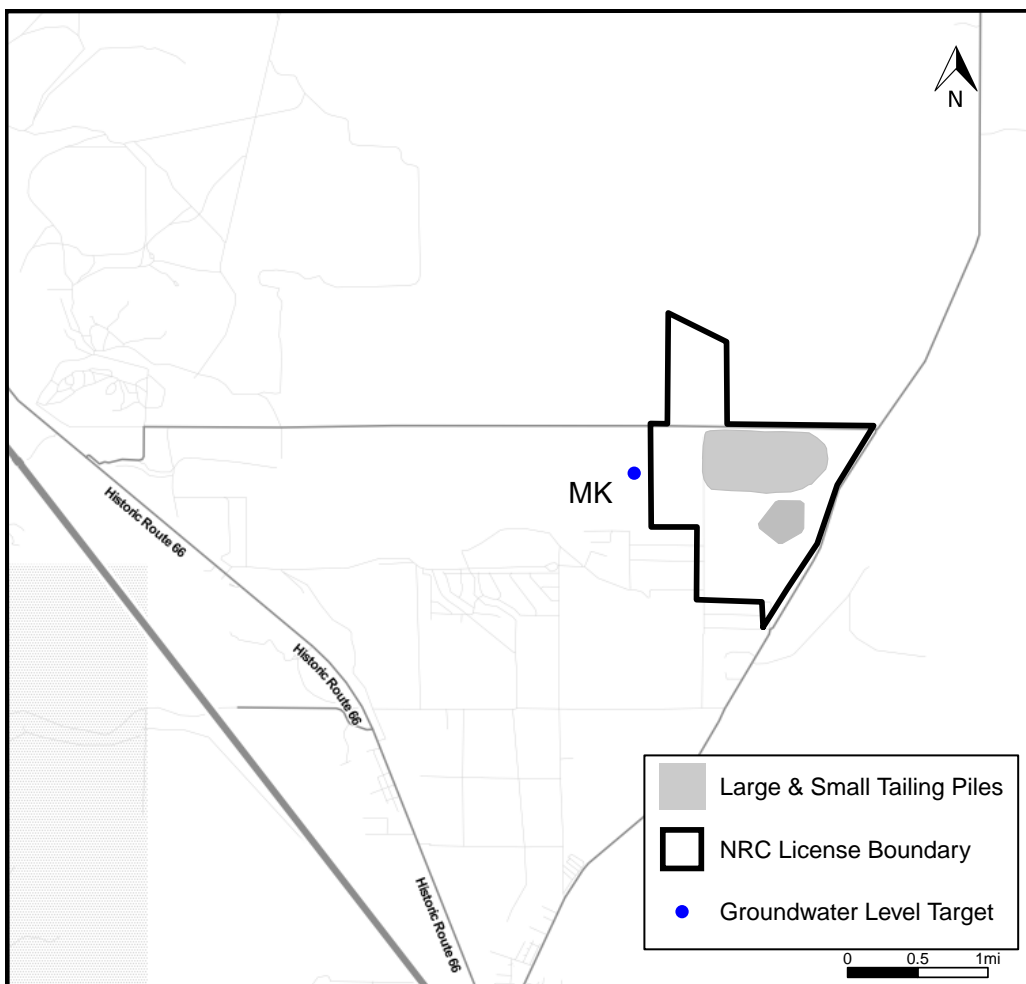 N
MK
Historic Route 66
Historic Route 66
Historic Route 66
Large & Small Tailing Piles
NRC License Boundary
Groundwater Level Target
0 0.5 1mi